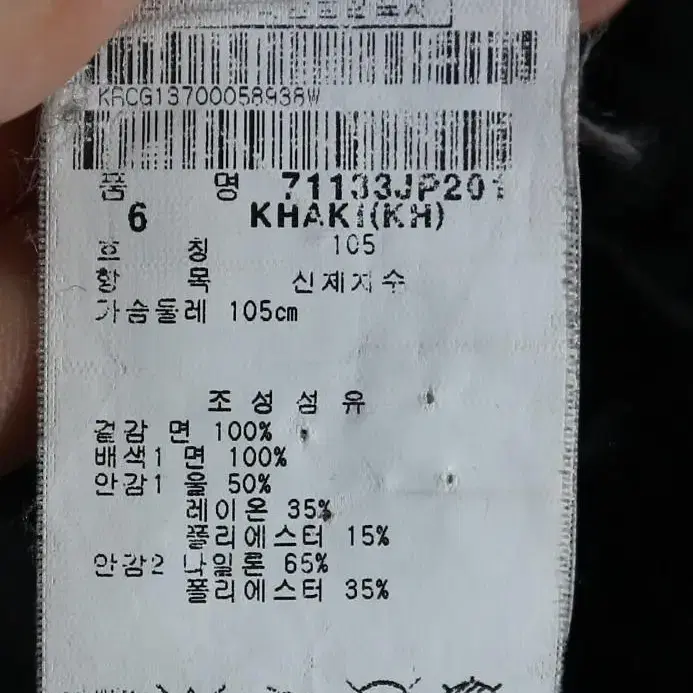 KRCG13700058938W
품 명 71133JP201
6 KHAKI(KH)
호 칭 105
항 목 신체치수
가슴둘레 105cm
조 성 섬 유
겉감 면 100%
배색1 면 100%
안감1 울 50%
레이온 35%
폴리에스터 15%
안감2 나일론 65%
폴리에스터 35%